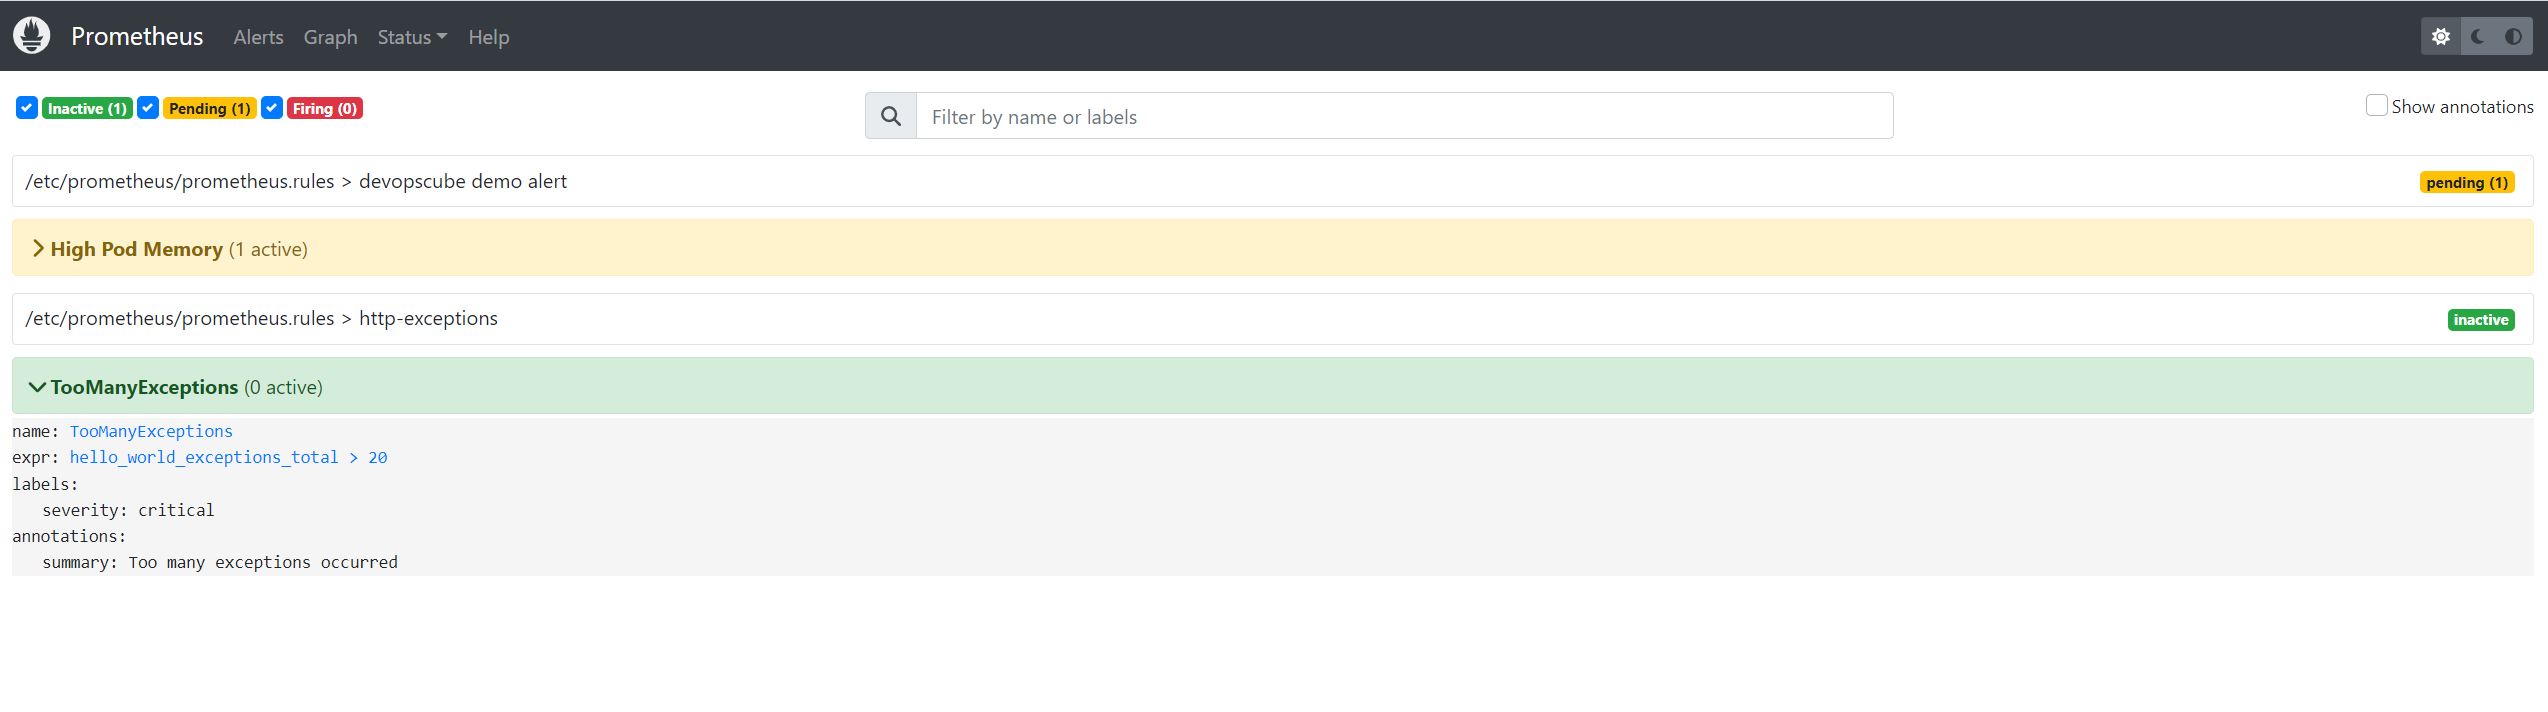 Prometheus Alerts Graph Status Help
Inactive (1) Pending (1) Firing (0) Filter by name or labels Show annotations
/etc/prometheus/prometheus.rules > devopscube demo alert pending (1)
High Pod Memory (1 active)
/etc/prometheus/prometheus.rules > http-exceptions inactive
TooManyExceptions (0 active)
name: TooManyExceptions
expr: hello_world_exceptions_total > 20
labels:
severity: critical
annotations:
summary: Too many exceptions occurred